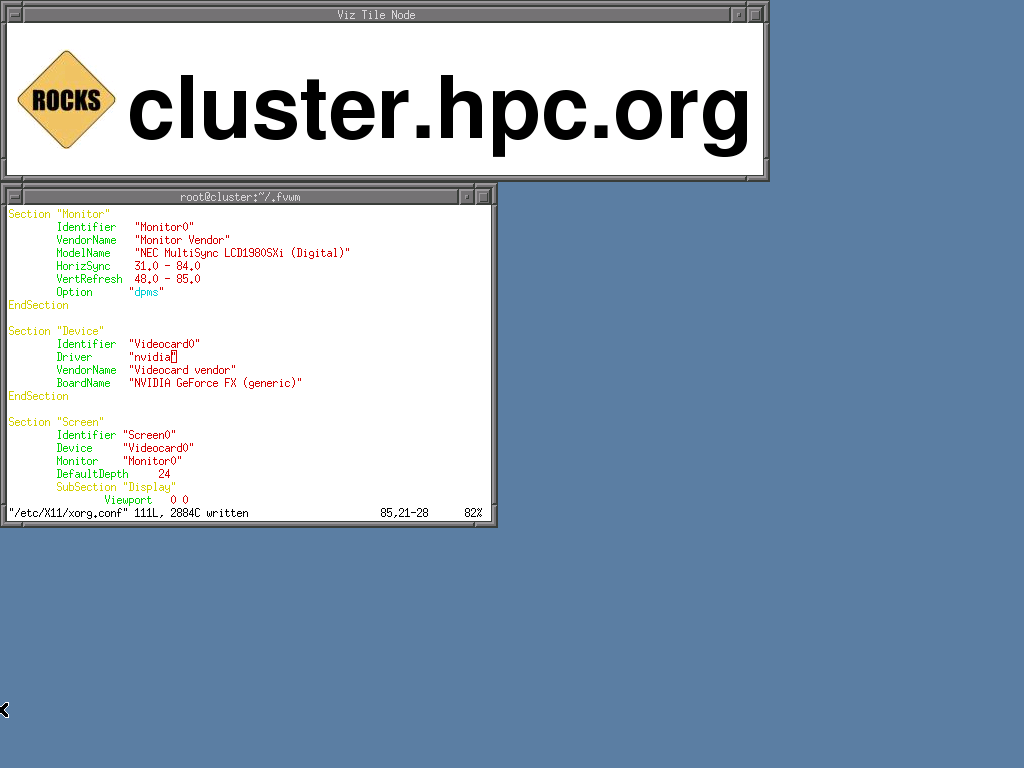 Viz Tile Node
ROCKS
cluster.hpc.org
root@cluster:~/.fvwm
Section "Monitor"
Identifier "Monitor0"
VendorName "Monitor Vendor"
ModelName "NEC MultiSync LCD1980SXi (Digital)"
HorizSync 31.0 - 84.0
VertRefresh 48.0 - 85.0
Option "dpms"
EndSection
Section "Device"
Identifier "Videocard0"
Driver "nvidia"
VendorName "Videocard vendor"
BoardName "NVIDIA GeForce FX (generic)"
EndSection
Section "Screen"
Identifier "Screen0"
Device "Videocard0"
Monitor "Monitor0"
DefaultDepth 24
SubSection "Display"
Viewport 0 0
"/etc/X11/xorg.conf" 111L, 2884C written 85,21-28 82%